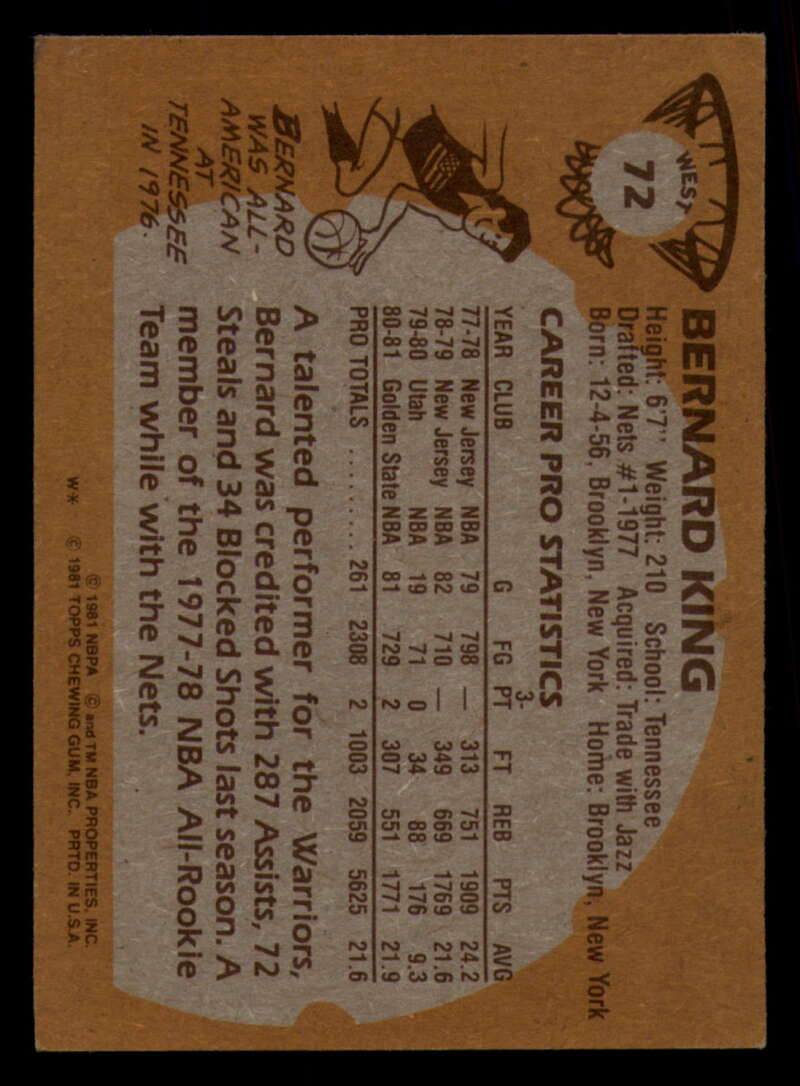 WEST
72
BERNARD KING
Height: 6'7" Weight: 210 School: Tennessee
Drafted: Nets #1-1977 Acquired: Trade with Jazz
Born: 12-4-56, Brooklyn, New York Home: Brooklyn, New York
CAREER PRO STATISTICS
YEAR CLUB G FG 3-PT FT REB PTS AVG
77-78 New Jersey NBA 79 798 — 313 751 1909 24.2
78-79 New Jersey NBA 82 710 — 349 669 1769 21.6
79-80 Utah NBA 19 71 0 34 88 176 9.3
80-81 Golden State NBA 81 729 2 307 551 1771 21.9
PRO TOTALS ......... 261 2308 2 1003 2059 5625 21.6
BERNARD
WAS ALL-
AMERICAN
AT
TENNESSEE
IN 1976.
A talented performer for the Warriors,
Bernard was credited with 287 Assists, 72
Steals and 34 Blocked Shots last season. A
member of the 1977-78 NBA All-Rookie
Team while with the Nets.
© 1981 NBPA © and TM NBA PROPERTIES, INC.
W* © 1981 TOPPS CHEWING GUM, INC. PRTD. IN U.S.A.